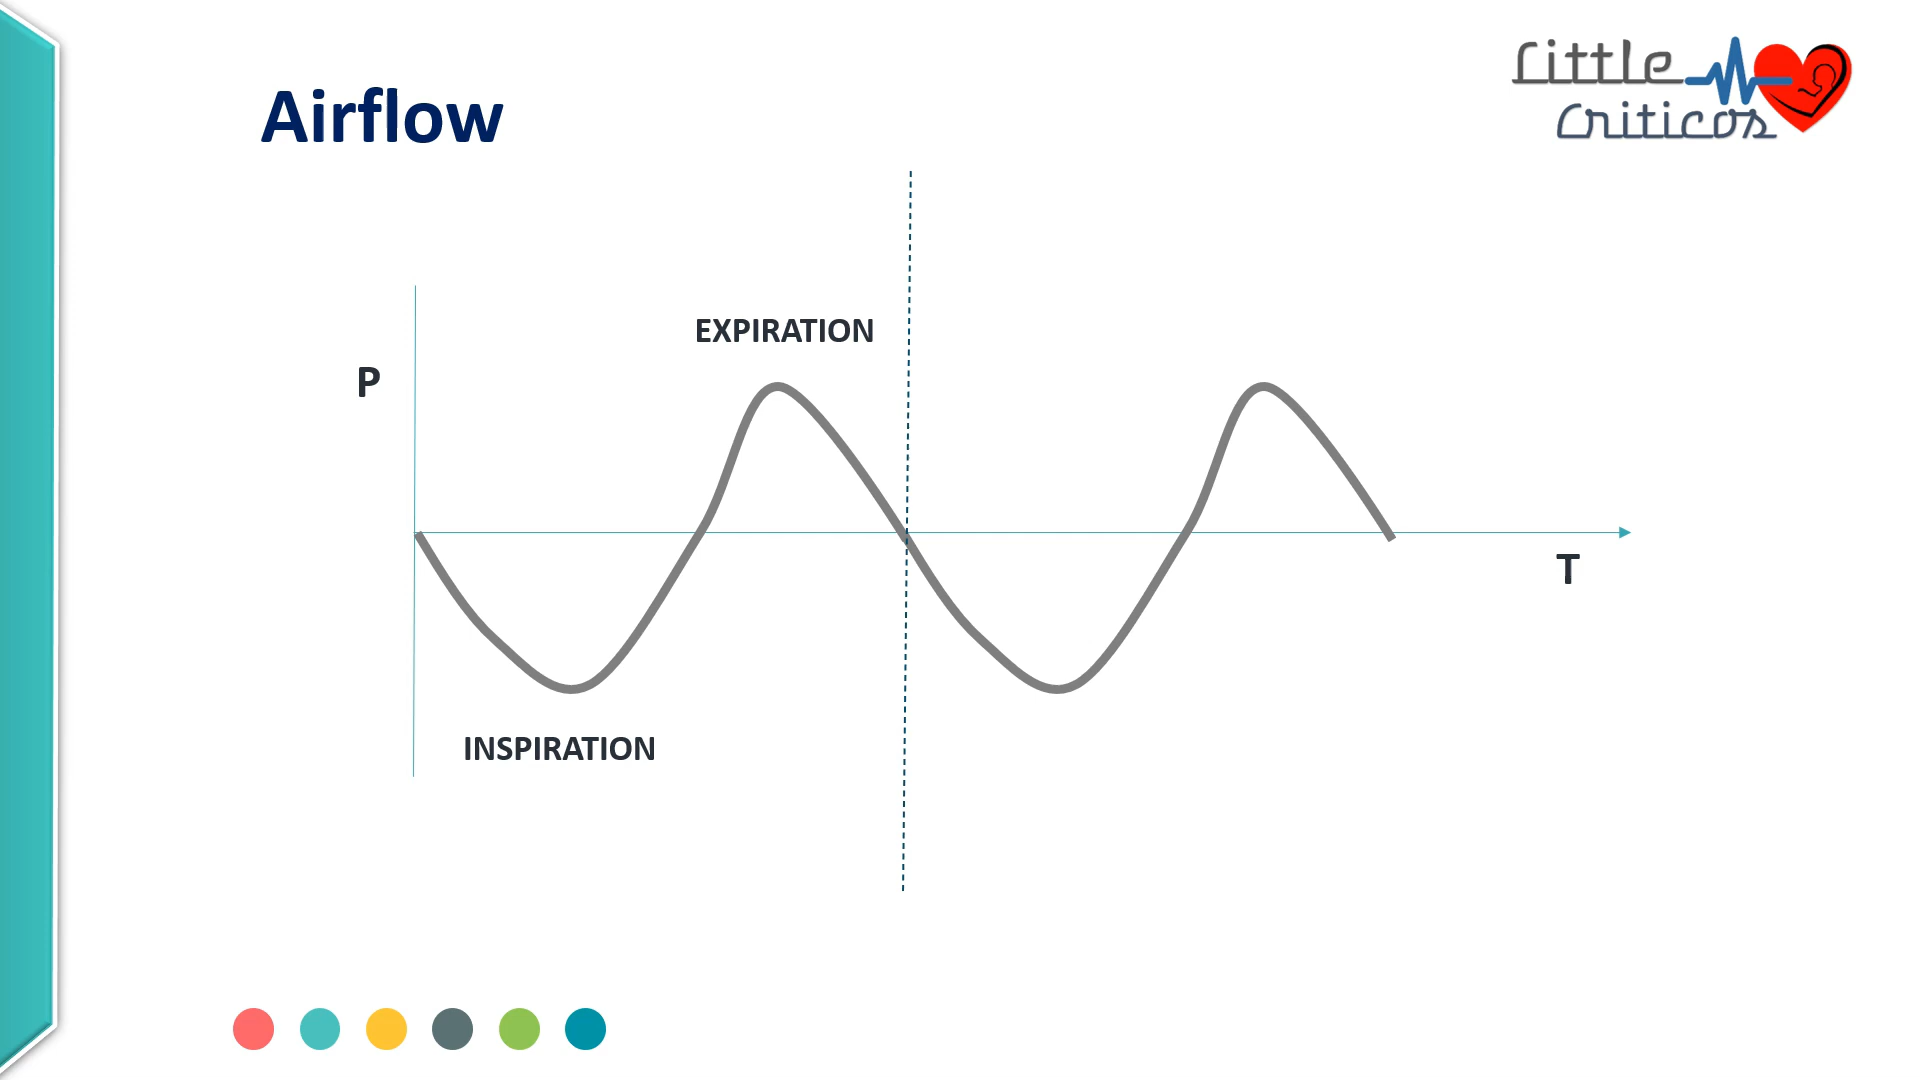 Little
Criticos
Airflow
EXPIRATION
P
T
INSPIRATION